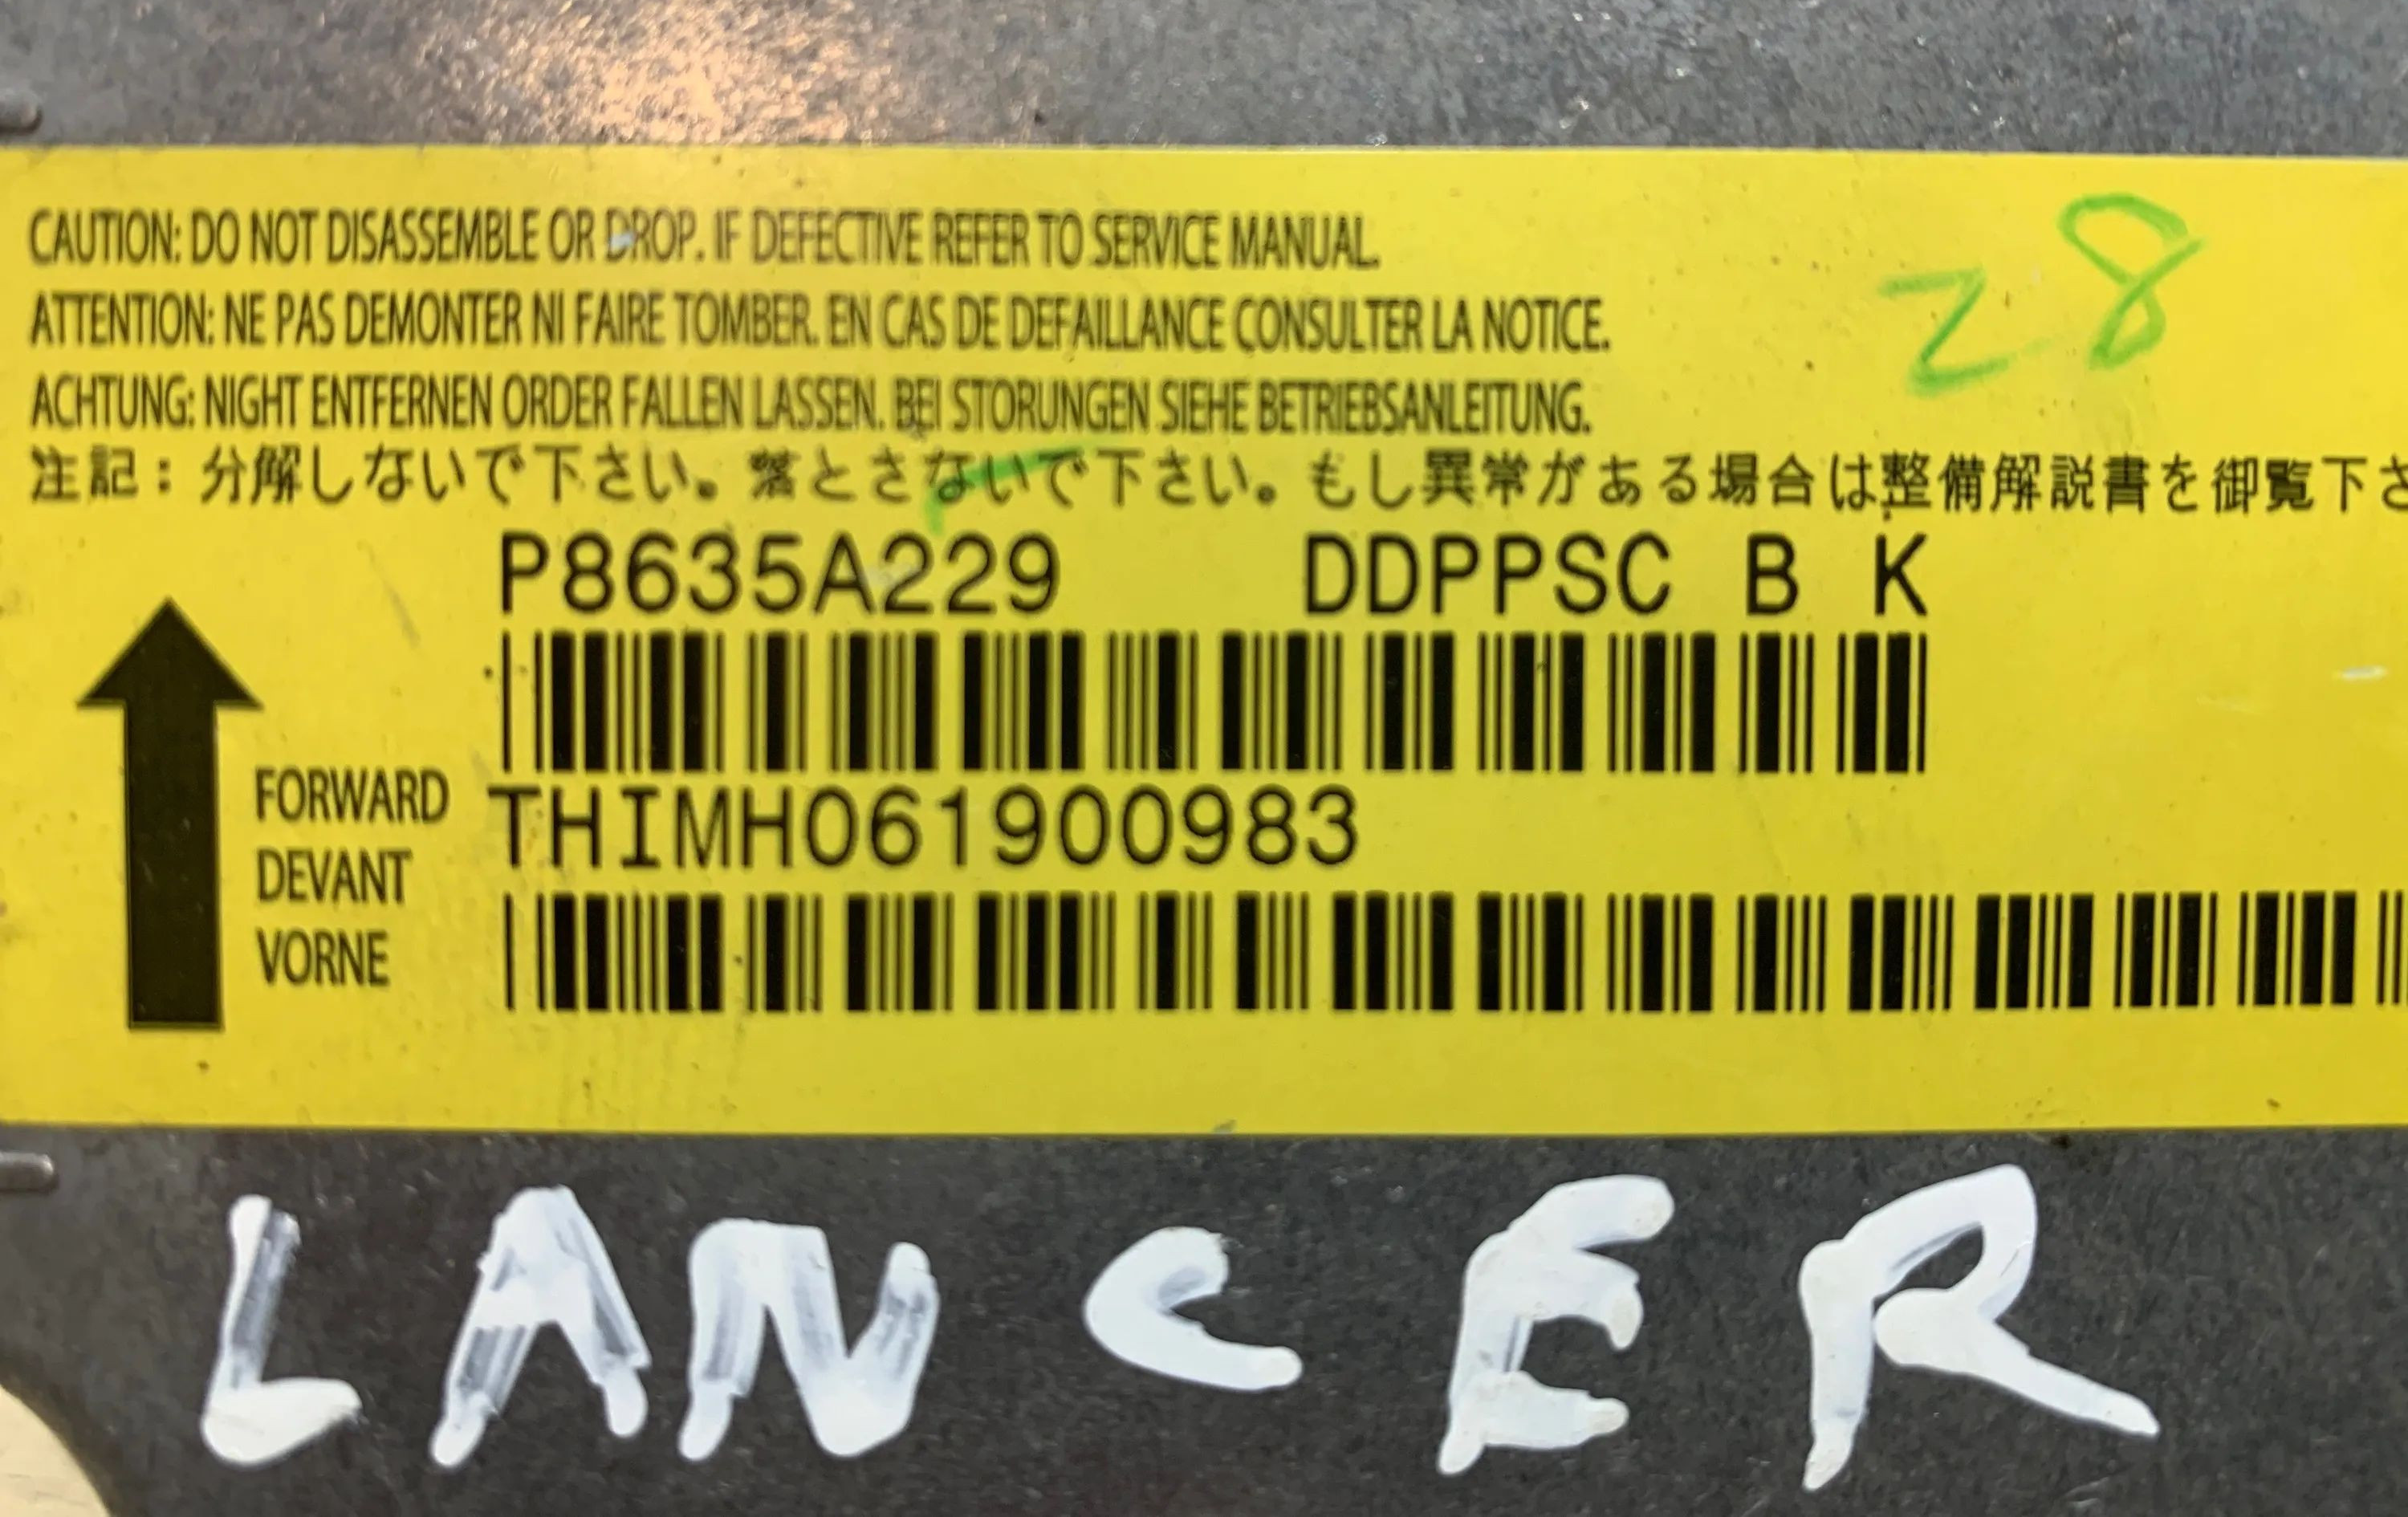 CAUTION: DO NOT DISASSEMBLE OR DROP. IF DEFECTIVE REFER TO SERVICE MANUAL.
ATTENTION: NE PAS DEMONTER NI FAIRE TOMBER. EN CAS DE DEFAILLANCE CONSULTER LA NOTICE.
ACHTUNG: NIGHT ENTFERNEN ORDER FALLEN LASSEN. BEI STORUNGEN SIEHE BETRIEBSANLEITUNG.
28
注記：分解しないで下さい。落とさないで下さい。もし異常がある場合は整備解説書を御覧下さ
P8635A229 DDPPSC B K
THIMH061900983
FORWARD
DEVANT
VORNE
LANCER